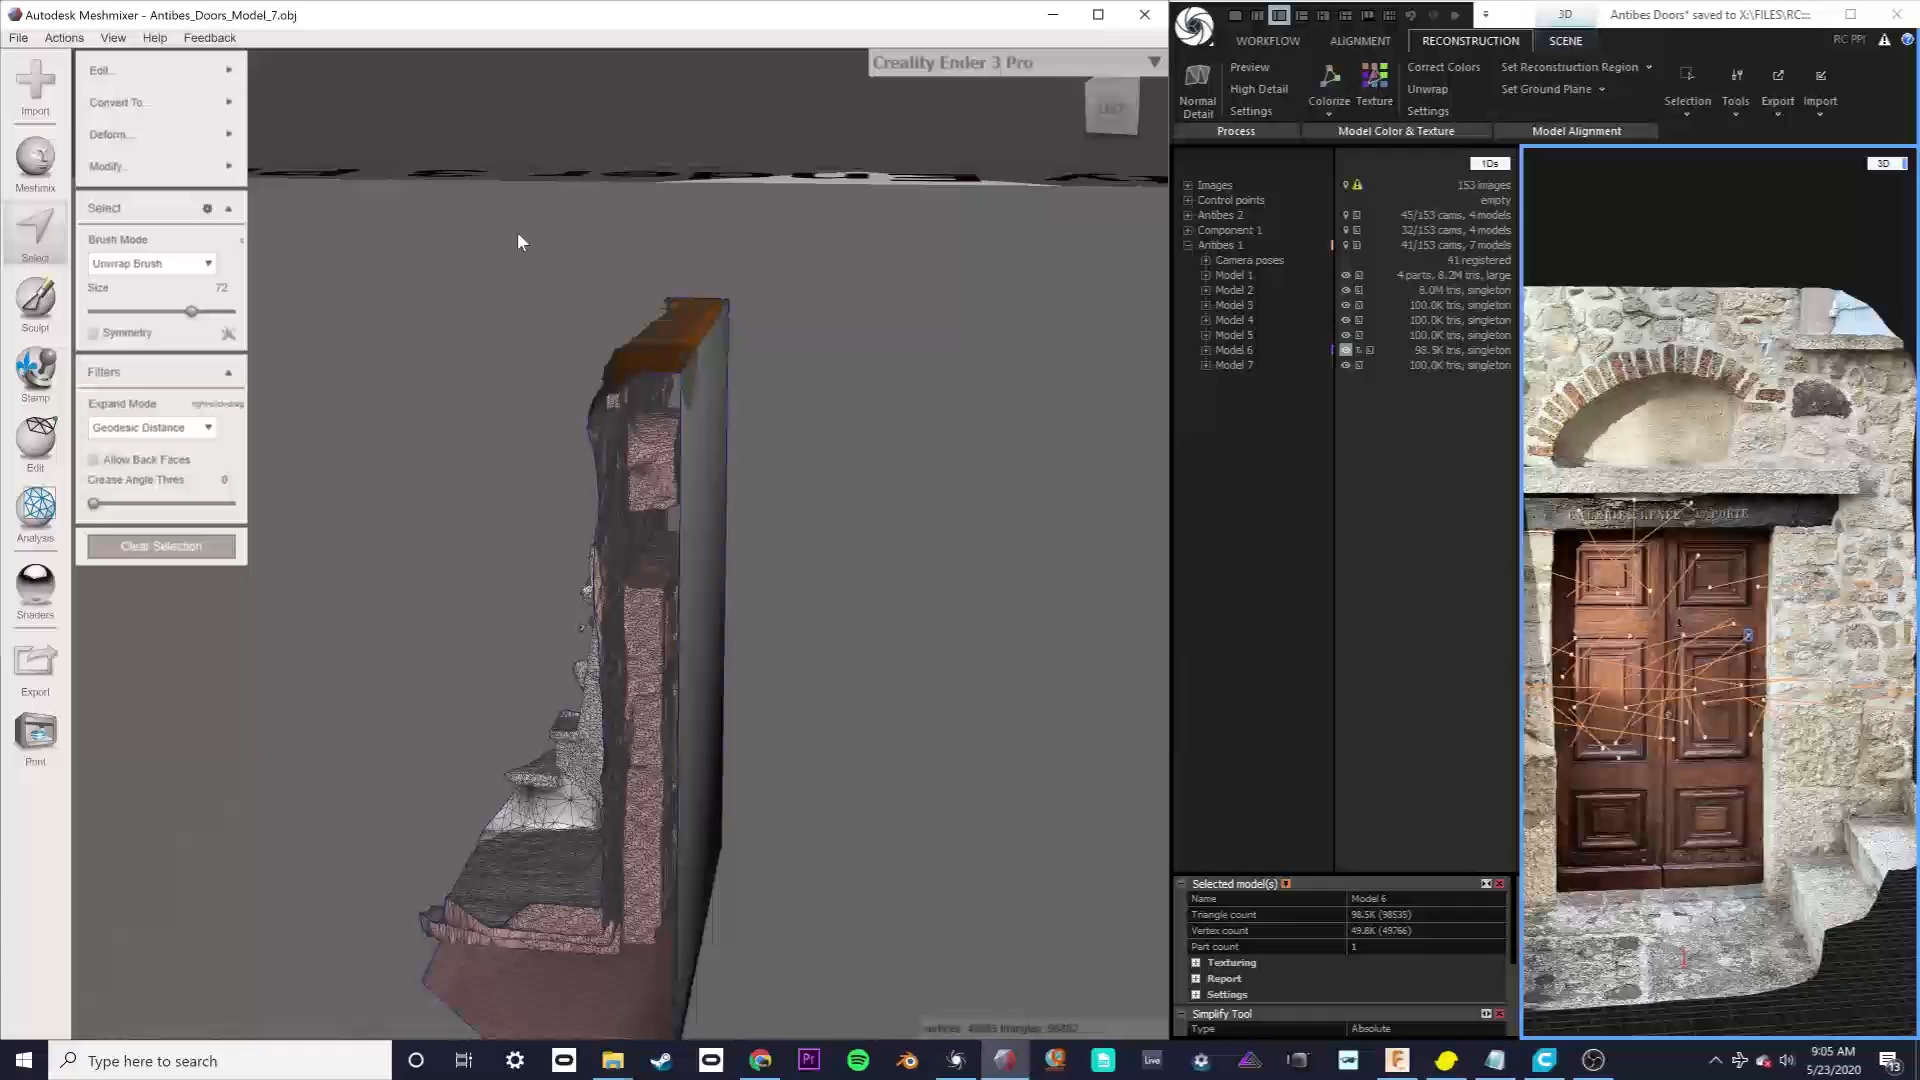 Autodesk Meshmixer - Antibes_Doors_Model_7.obj
File Actions View Help Feedback
Import
Meshmix
Select
Sculpt
Stamp
Edit
Analysis
Shaders
Export
Print
Edit...
Convert To...
Deform...
Modify...
Select
Brush Mode
Unwrap Brush
Size 72
Symmetry
Filters
Expand Mode
Geodesic Distance
Allow Back Faces
Crease Angle Thres 0
Clear Selection
Creality Ender 3 Pro
LEFT
3D Antibes Doors* saved to X:\FILES\RC...
WORKFLOW ALIGNMENT RECONSTRUCTION SCENE
RC PPI
Normal Detail
Preview
High Detail
Settings
Process
Colorize
Texture
Correct Colors
Unwrap
Settings
Model Color & Texture
Set Reconstruction Region
Set Ground Plane
Model Alignment
Selection Tools Export Import
1Ds
Images 153 images
Control points empty
Antibes 2 45/153 cams, 4 models
Component 1 32/153 cams, 4 models
Antibes 1 41/153 cams, 7 models
Camera poses 41 registered
Model 1 4 parts, 8.2M tris, large
Model 2 8.0M tris, singleton
Model 3 100.0K tris, singleton
Model 4 100.0K tris, singleton
Model 5 100.0K tris, singleton
Model 6 98.5K tris, singleton
Model 7 100.0K tris, singleton
Selected model(s)
Name Model 6
Triangle count 98.5K (98535)
Vertex count 49.8K (49766)
Part count 1
Texturing
Report
Settings
Simplify Tool
Type Absolute
3D
Type here to search
Pr
Live
9:05 AM
5/23/2020
13